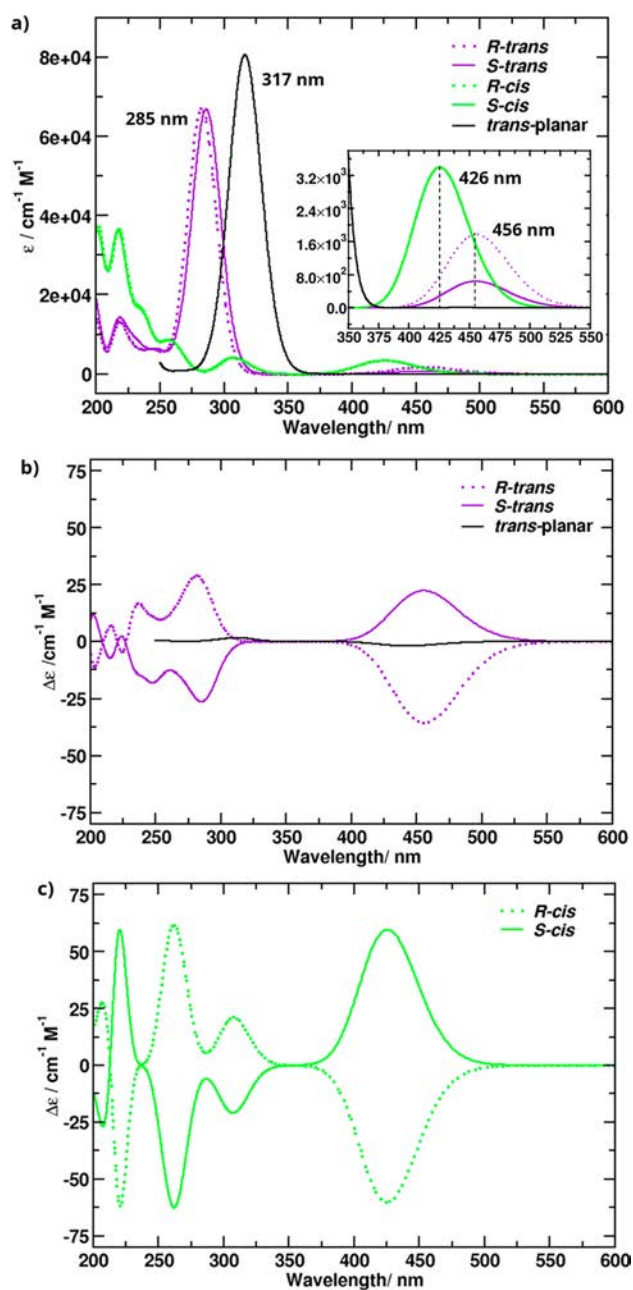 a)
8e+04
6e+04
4e+04
2e+04
0
ε / cm⁻¹ M⁻¹
285 nm
317 nm
R-trans
S-trans
R-cis
S-cis
trans-planar
3.2×10³
2.4×10³
1.6×10³
8.0×10²
0.0
426 nm
456 nm
350 400 450 500 550
200 250 300 350 400 450 500 550 600
Wavelength/ nm
b)
75
50
25
0
-25
-50
-75
Δε /cm⁻¹ M⁻¹
R-trans
S-trans
trans-planar
200 250 300 350 400 450 500 550 600
Wavelength/ nm
c)
75
50
25
0
-25
-50
-75
Δε / cm⁻¹ M⁻¹
R-cis
S-cis
200 250 300 350 400 450 500 550 600
Wavelength/ nm